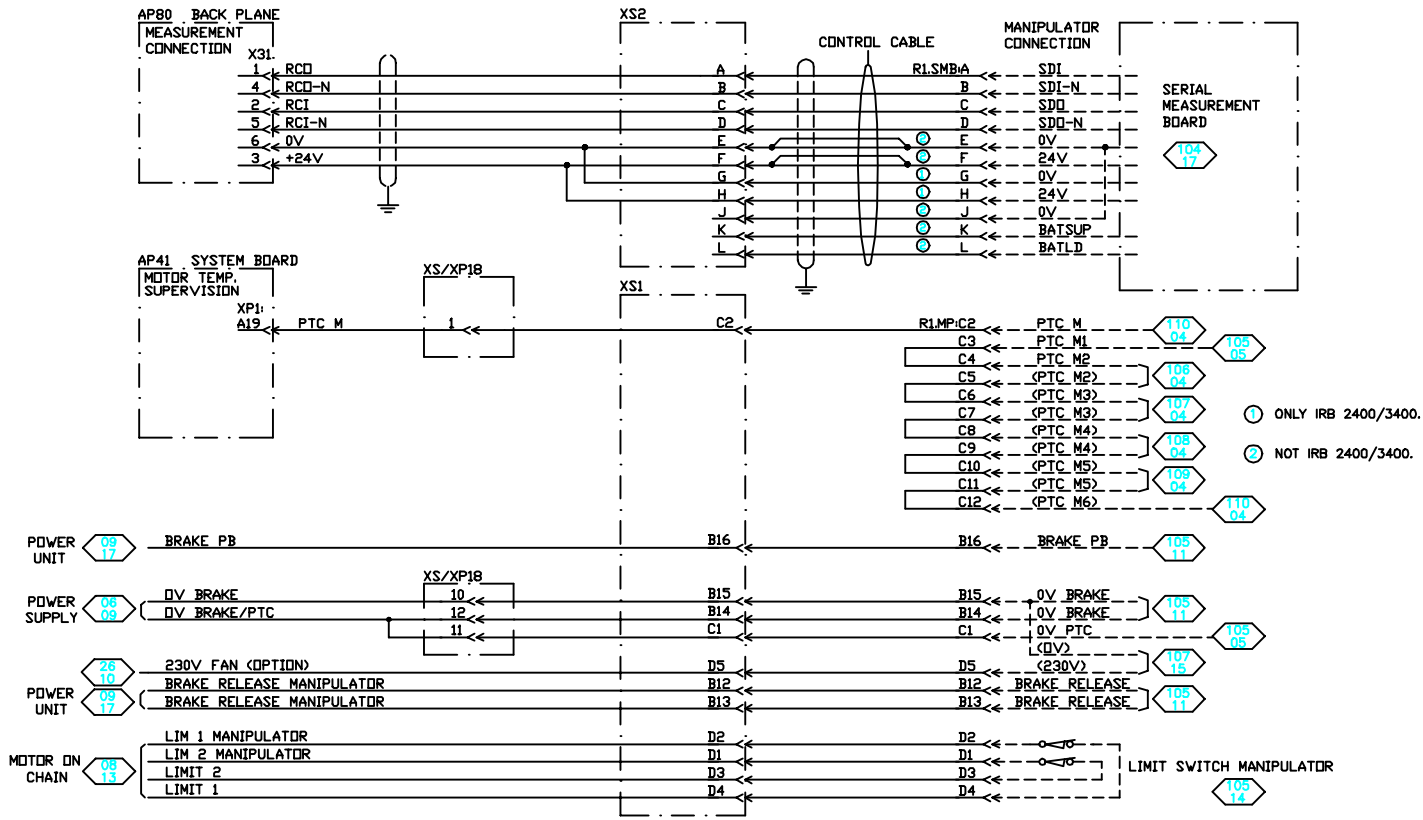 AP80 BACK PLANE
MEASUREMENT
CONNECTION
X31
1 RCO
4 RCO-N
2 RCI
5 RCI-N
6 0V
3 +24V
XS2
A
B
C
D
E
F
G
H
J
K
L
CONTROL CABLE
MANIPULATOR
CONNECTION
R1.SMB:A SDI
B SDI-N
C SDO
D SDO-N
2 E 0V
2 F 24V
1 G 0V
1 H 24V
2 J 0V
2 K BATSUP
2 L BATLD
SERIAL
MEASUREMENT
BOARD
104
17
AP41 SYSTEM BOARD
MOTOR TEMP.
SUPERVISION
XP1:
A19 PTC M
XS/XP18
1
XS1
C2
R1.MP:C2 PTC M
110
04
C3 PTC M1
105
05
C4 PTC M2
C5 (PTC M2)
106
04
C6 (PTC M3)
C7 (PTC M3)
107
04
C8 (PTC M4)
C9 (PTC M4)
108
04
C10 (PTC M5)
C11 (PTC M5)
109
04
C12 (PTC M6)
110
04
1 ONLY IRB 2400/3400.
2 NOT IRB 2400/3400.
POWER
UNIT
09
17
BRAKE PB B16 B16 BRAKE PB
105
11
XS/XP18
POWER
SUPPLY
06
09
0V BRAKE 10 B15 B15 0V BRAKE
0V BRAKE/PTC 12 B14 B14 0V BRAKE
105
11
11 C1 C1 0V PTC
105
05
(0V)
26
10
230V FAN (OPTION) D5 D5 (230V)
107
15
POWER
UNIT
09
17
BRAKE RELEASE MANIPULATOR B12 B12 BRAKE RELEASE
BRAKE RELEASE MANIPULATOR B13 B13 BRAKE RELEASE
105
11
MOTOR ON
CHAIN
08
13
LIM 1 MANIPULATOR D2 D2
LIM 2 MANIPULATOR D1 D1
LIMIT 2 D3 D3
LIMIT 1 D4 D4
LIMIT SWITCH MANIPULATOR
105
14